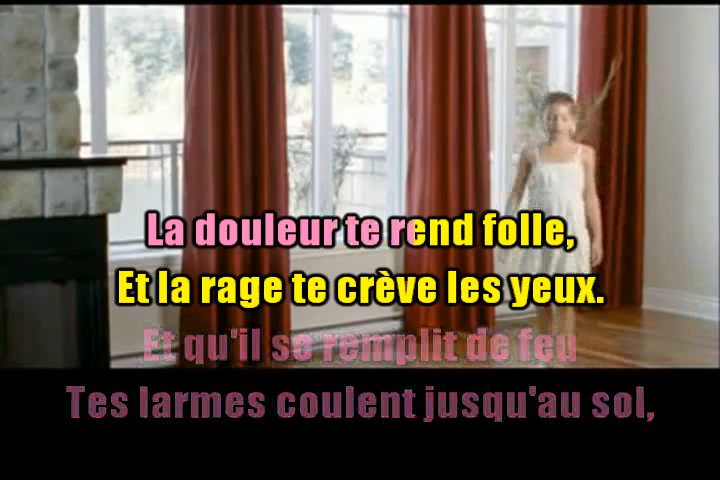 La douleur te rend folle,
Et la rage te crève les yeux.
Et qu'il se remplit de feu
Tes larmes coulent jusqu'au sol,